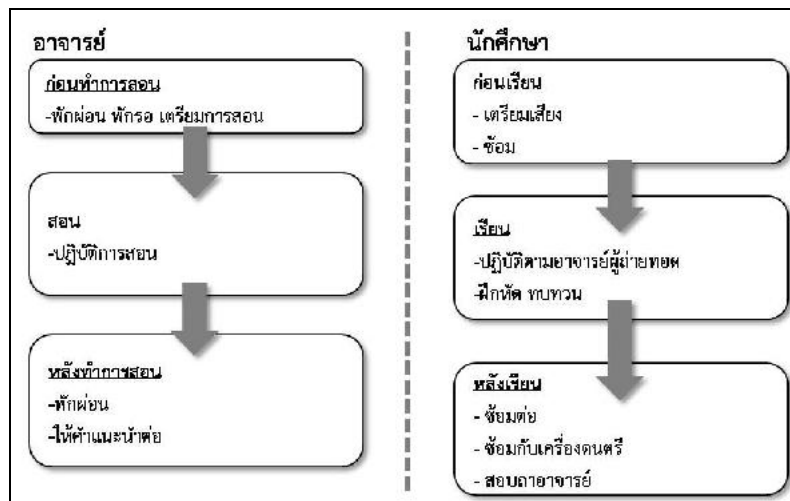 อาจารย์
ก่อนทำการสอน
-พักผ่อน พักรอ เตรียมการสอน
สอน
-ปฏิบัติการสอน
หลังทำการสอน
-พักผ่อน
-ให้คำแนะนำต่อ
นักศึกษา
ก่อนเรียน
- เตรียมเสียง
- ซ้อม
เรียน
-ปฏิบัติตามอาจารย์ผู้ถ่ายทอด
-ฝึกหัด ทบทวน
หลังเรียน
- ซ้อมต่อ
- ซ้อมกับเครื่องดนตรี
- สอบถาอาจารย์